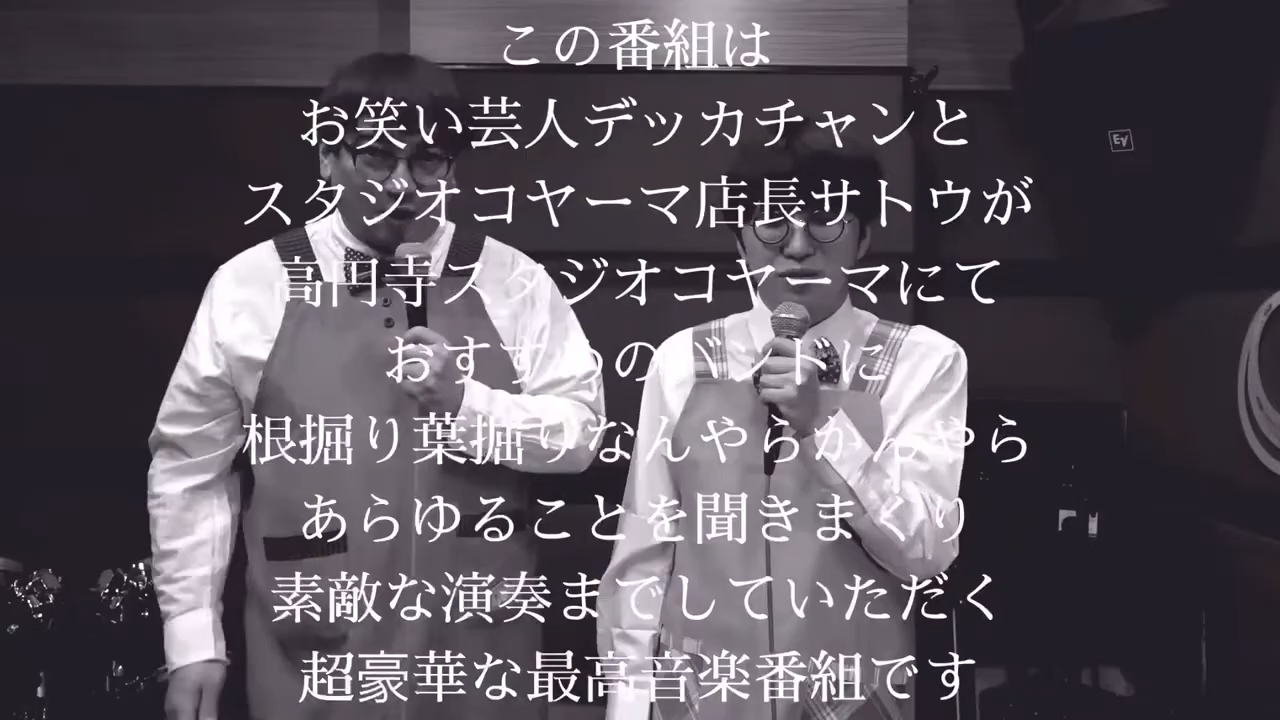 この番組は
お笑い芸人デッカチャンと
スタジオコヤーマ店長サトウが
高円寺スタジオコヤーマにて
おすすめのバンドに
根掘り葉掘りなんやらかんやら
あらゆることを聞きまくり
素敵な演奏までしていただく
超豪華な最高音楽番組です
EV